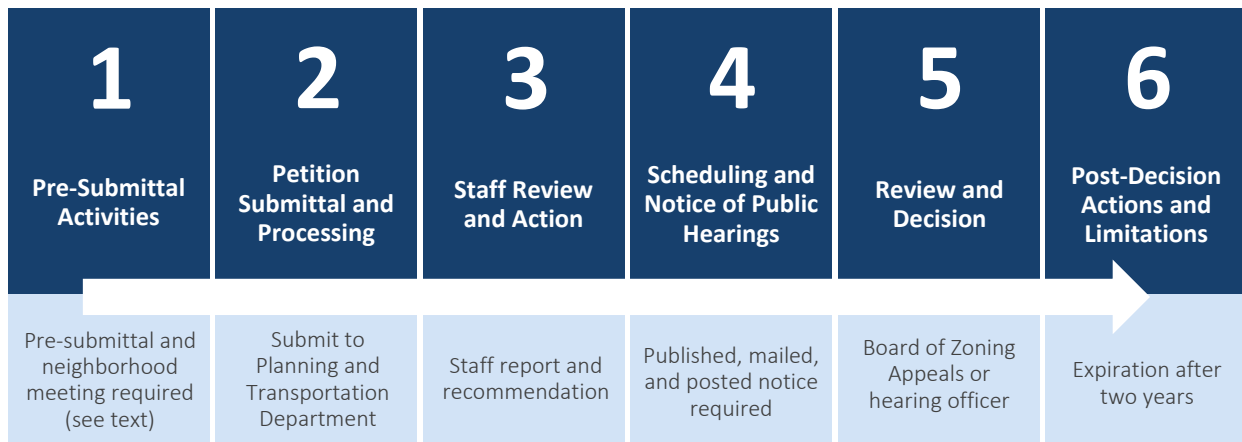 1
Pre-Submittal
Activities
Pre-submittal and
neighborhood
meeting required
(see text)
2
Petition
Submittal and
Processing
Submit to
Planning and
Transportation
Department
3
Staff Review
and Action
Staff report and
recommendation
4
Scheduling and
Notice of Public
Hearings
Published, mailed,
and posted notice
required
5
Review and
Decision
Board of Zoning
Appeals or
hearing officer
6
Post-Decision
Actions and
Limitations
Expiration after
two years